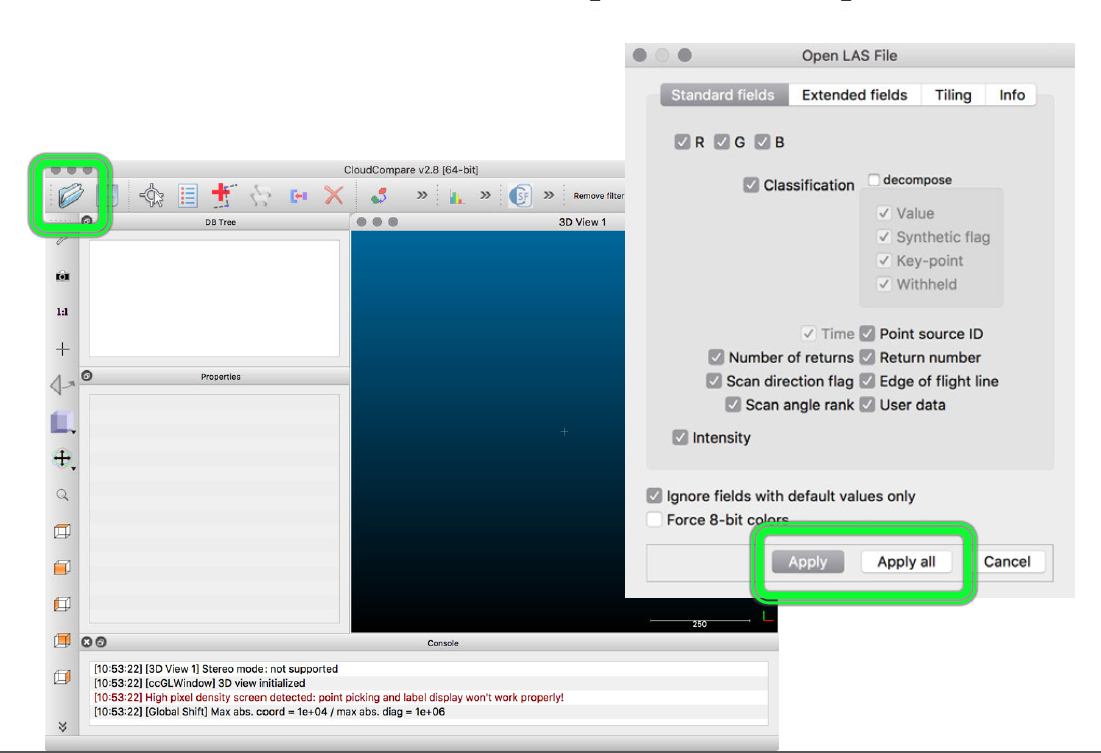 Open LAS File
Standard fields Extended fields Tiling Info
R G B
Classification decompose
Value
Synthetic flag
Key-point
Withheld
Time Point source ID
Number of returns Return number
Scan direction flag Edge of flight line
Scan angle rank User data
Intensity
Ignore fields with default values only
Force 8-bit colors
Apply Apply all Cancel
CloudCompare v2.8 [64-bit]
SF Remove filter
DB Tree
3D View 1
1:1
Properties
250
Console
[10:53:22] [3D View 1] Stereo mode: not supported
[10:53:22] [ccGLWindow] 3D view initialized
[10:53:22] High pixel density screen detected: point picking and label display won't work properly!
[10:53:22] [Global Shift] Max abs. coord = 1e+04 / max abs. diag = 1e+06